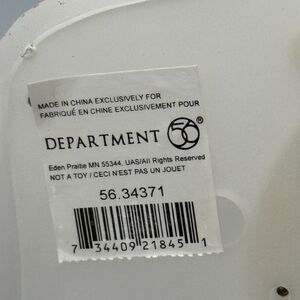 MADE IN CHINA EXCLUSIVELY FOR
FABRIQUÉ EN CHINE EXCLUSIVEMENT POUR
DEPARTMENT 56®
Eden Prairie MN 55344, UAS/All Rights Reserved
NOT A TOY / CECI N'EST PAS UN JOUET
56.34371
7 34409 21845 1